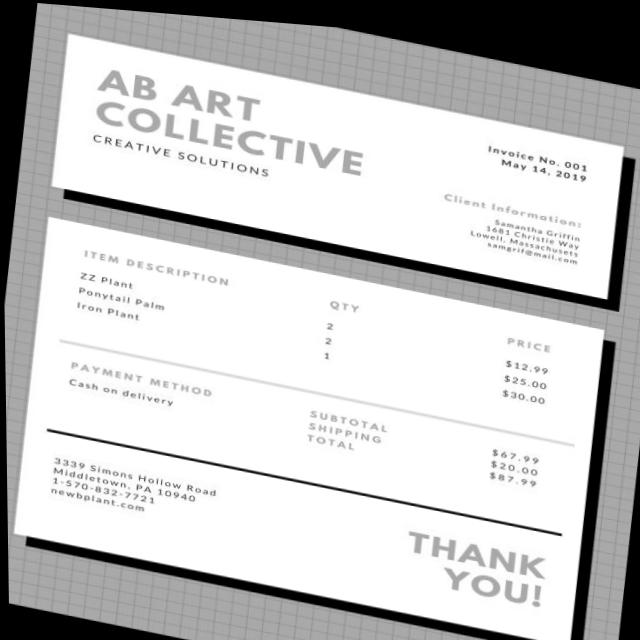 AB ART
COLLECTIVE
CREATIVE SOLUTIONS
Invoice No. 001
May 14, 2019
Client Information:
Samantha Griffin
1681 Christie Way
Lowell, Massachusets
samgrif@mail.com
ITEM DESCRIPTION QTY PRICE
ZZ Plant 2 $12.99
Ponytail Palm 2 $25.00
Iron Plant 1 $30.00
PAYMENT METHOD
Cash on delivery
SUBTOTAL $67.99
SHIPPING $20.00
TOTAL $87.99
3339 Simons Hollow Road
Middletown, PA 10940
1-570-832-7721
newbplant.com
THANK
YOU!